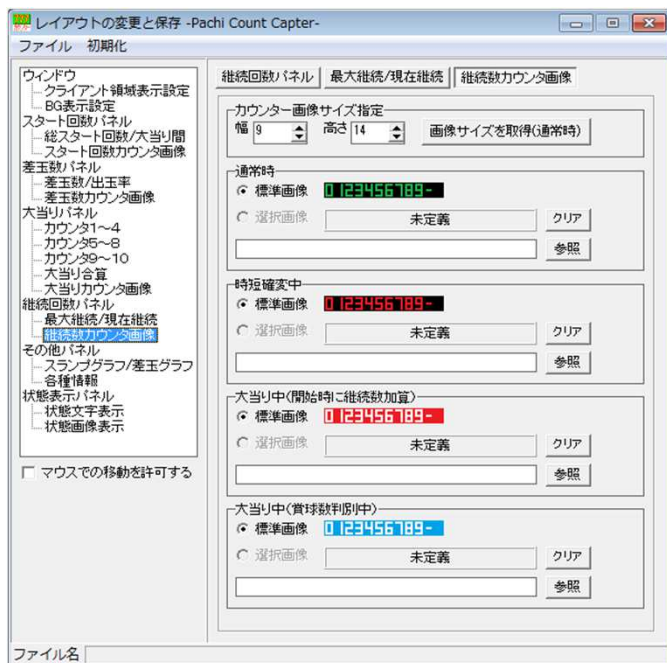 レイアウトの変更と保存 -Pachi Count Capter-
ファイル 初期化
ウィンドウ
クライアント領域表示設定
BG表示設定
スタート回数パネル
総スタート回数/大当り間
スタート回数カウンタ画像
差玉数パネル
差玉数/出玉率
差玉数カウンタ画像
大当りパネル
カウンタ1~4
カウンタ5~8
カウンタ9~10
大当り合算
大当りカウンタ画像
継続回数パネル
最大継続/現在継続
継続数カウンタ画像
その他パネル
スランプグラフ/差玉グラフ
各種情報
状態表示パネル
状態文字表示
状態画像表示
マウスでの移動を許可する
継続回数パネル 最大継続/現在継続 継続数カウンタ画像
カウンター画像サイズ指定
幅 9 高さ 14 画像サイズを取得(通常時)
通常時
標準画像 0123456789-
選択画像 未定義 クリア
参照
時短確変中
標準画像 0123456789-
選択画像 未定義 クリア
参照
大当り中(開始時に継続数加算)
標準画像 0123456789-
選択画像 未定義 クリア
参照
大当り中(賞球数判別中)
標準画像 0123456789-
選択画像 未定義 クリア
参照
ファイル名